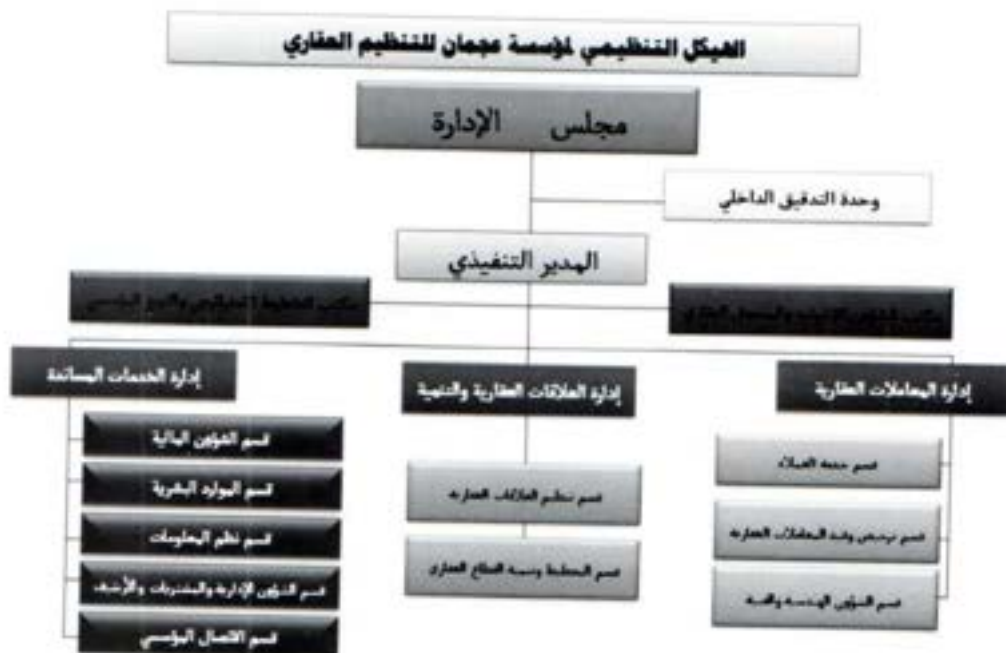 الهيكل التنظيمي لمؤسسة عجمان للتنظيم العقاري
مجلس الإدارة
وحدة التدقيق الداخلي
المدير التنفيذي
إدارة المعاملات العقارية
إدارة العلاقات العقارية والتنمية
إدارة الخدمات المساندة
قسم خدمة العملاء
قسم ترخيص وقيد المعاملات العقارية
قسم الشؤون الهندسية والفنية
قسم تنظيم العلاقات العقارية
قسم التخطيط وتنمية القطاع العقاري
قسم الشؤون المالية
قسم الموارد البشرية
قسم نظم المعلومات
قسم الشؤون الإدارية والمشتريات والأرشيف
قسم الاتصال المؤسسي